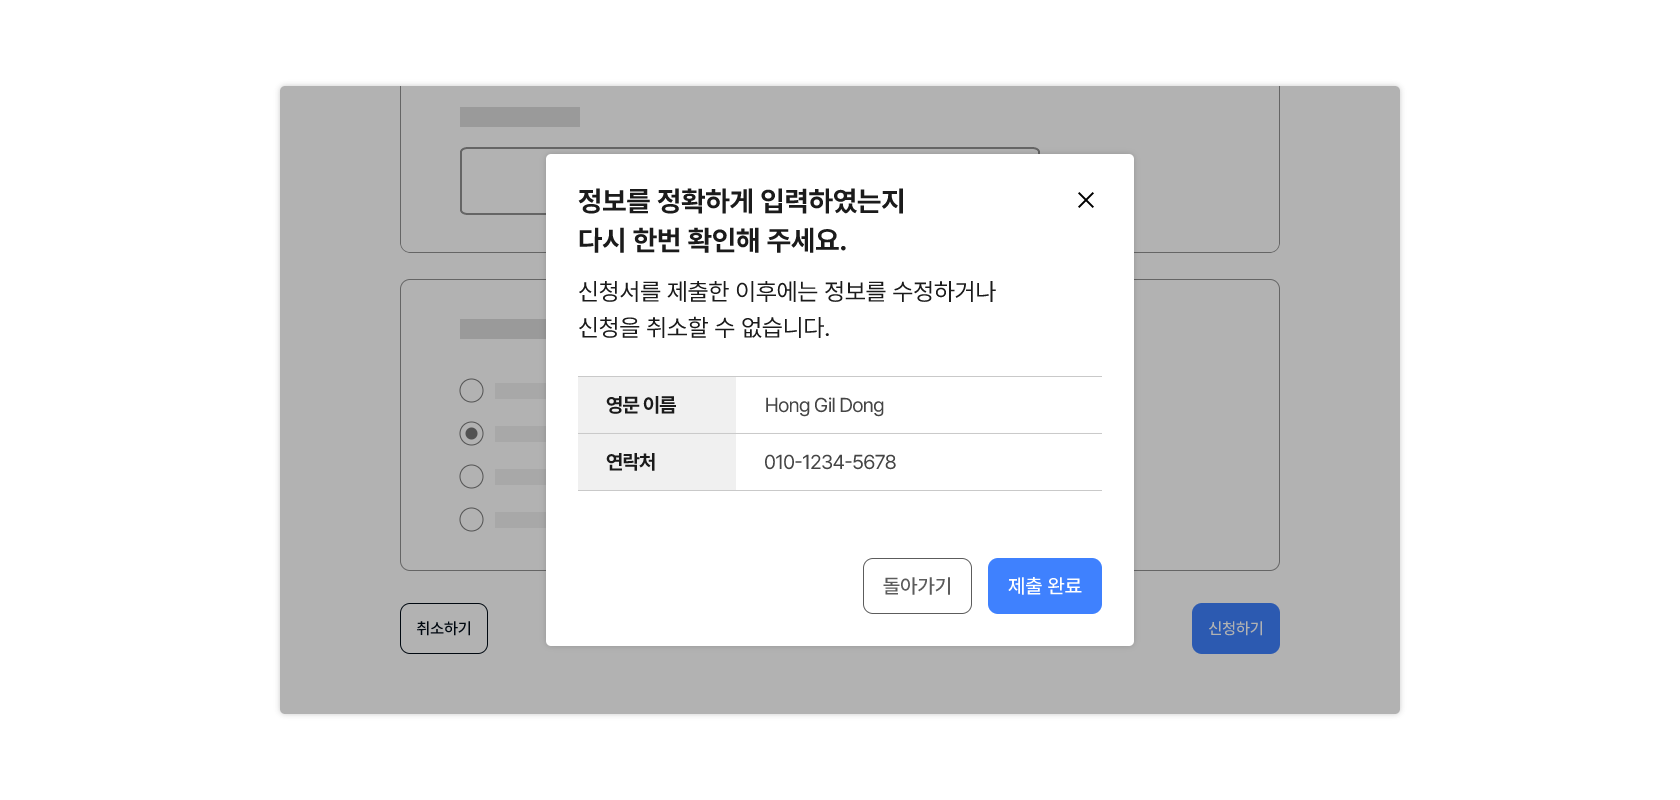 정보를 정확하게 입력하였는지
다시 한번 확인해 주세요.
신청서를 제출한 이후에는 정보를 수정하거나
신청을 취소할 수 없습니다.
영문 이름 Hong Gil Dong
연락처 010-1234-5678
돌아가기 제출 완료
취소하기 신청하기